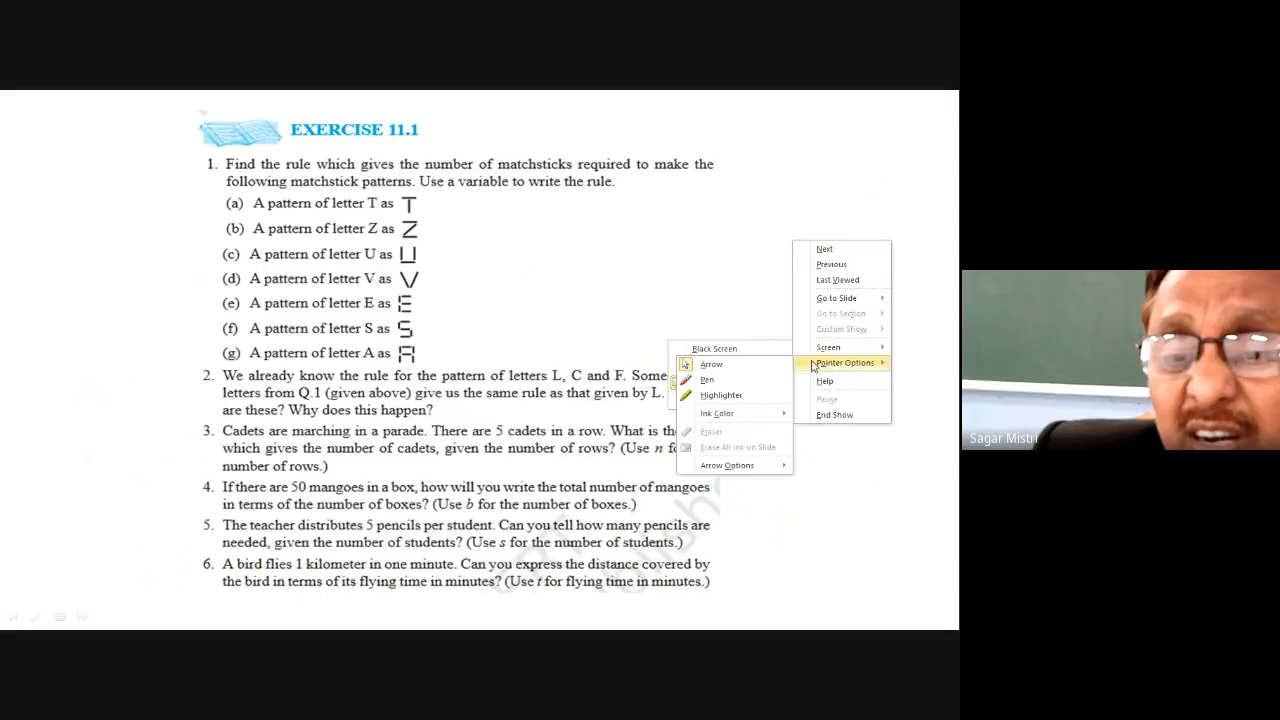 EXERCISE 11.1
1. Find the rule which gives the number of matchsticks required to make the
following matchstick patterns. Use a variable to write the rule.
(a) A pattern of letter T as T
(b) A pattern of letter Z as Z
(c) A pattern of letter U as U
(d) A pattern of letter V as V
(e) A pattern of letter E as E
(f) A pattern of letter S as S
(g) A pattern of letter A as A
2. We already know the rule for the pattern of letters L, C and F. Some
letters from Q.1 (given above) give us the same rule as that given by L.
are these? Why does this happen?
3. Cadets are marching in a parade. There are 5 cadets in a row. What is the
which gives the number of cadets, given the number of rows? (Use n
number of rows.)
4. If there are 50 mangoes in a box, how will you write the total number of mangoes
in terms of the number of boxes? (Use b for the number of boxes.)
5. The teacher distributes 5 pencils per student. Can you tell how many pencils are
needed, given the number of students? (Use s for the number of students.)
6. A bird flies 1 kilometer in one minute. Can you express the distance covered by
the bird in terms of its flying time in minutes? (Use t for flying time in minutes.)
Next
Previous
Last Viewed
Go to Slide
Go to Section
Custom Show
Screen
Pointer Options
Help
Pause
End Show
Black Screen
Arrow
Pen
Highlighter
Ink Color
Eraser
Erase All Ink on Slide
Arrow Options
Sagar Mistri